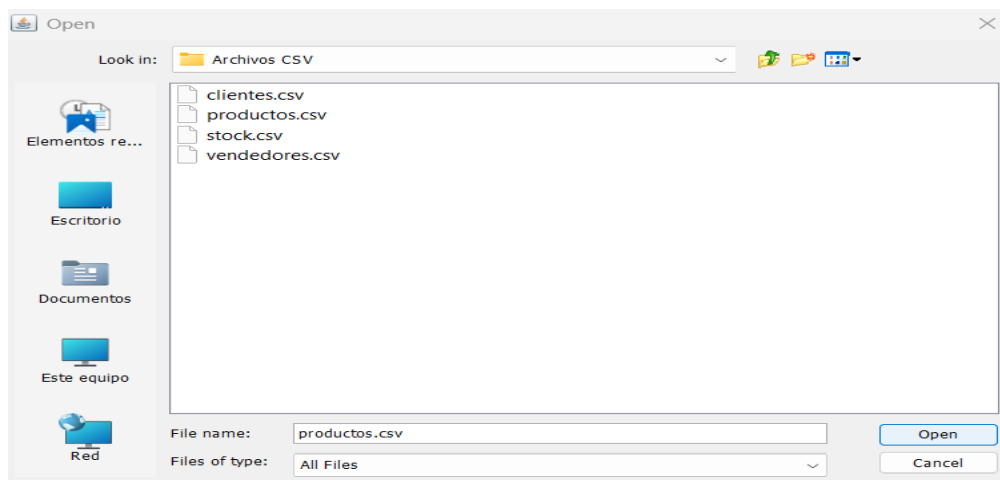 Open
Look in:
Archivos CSV
clientes.csv
productos.csv
stock.csv
vendedores.csv
Elementos re...
Escritorio
Documentos
Este equipo
Red
File name:
productos.csv
Open
Files of type:
All Files
Cancel